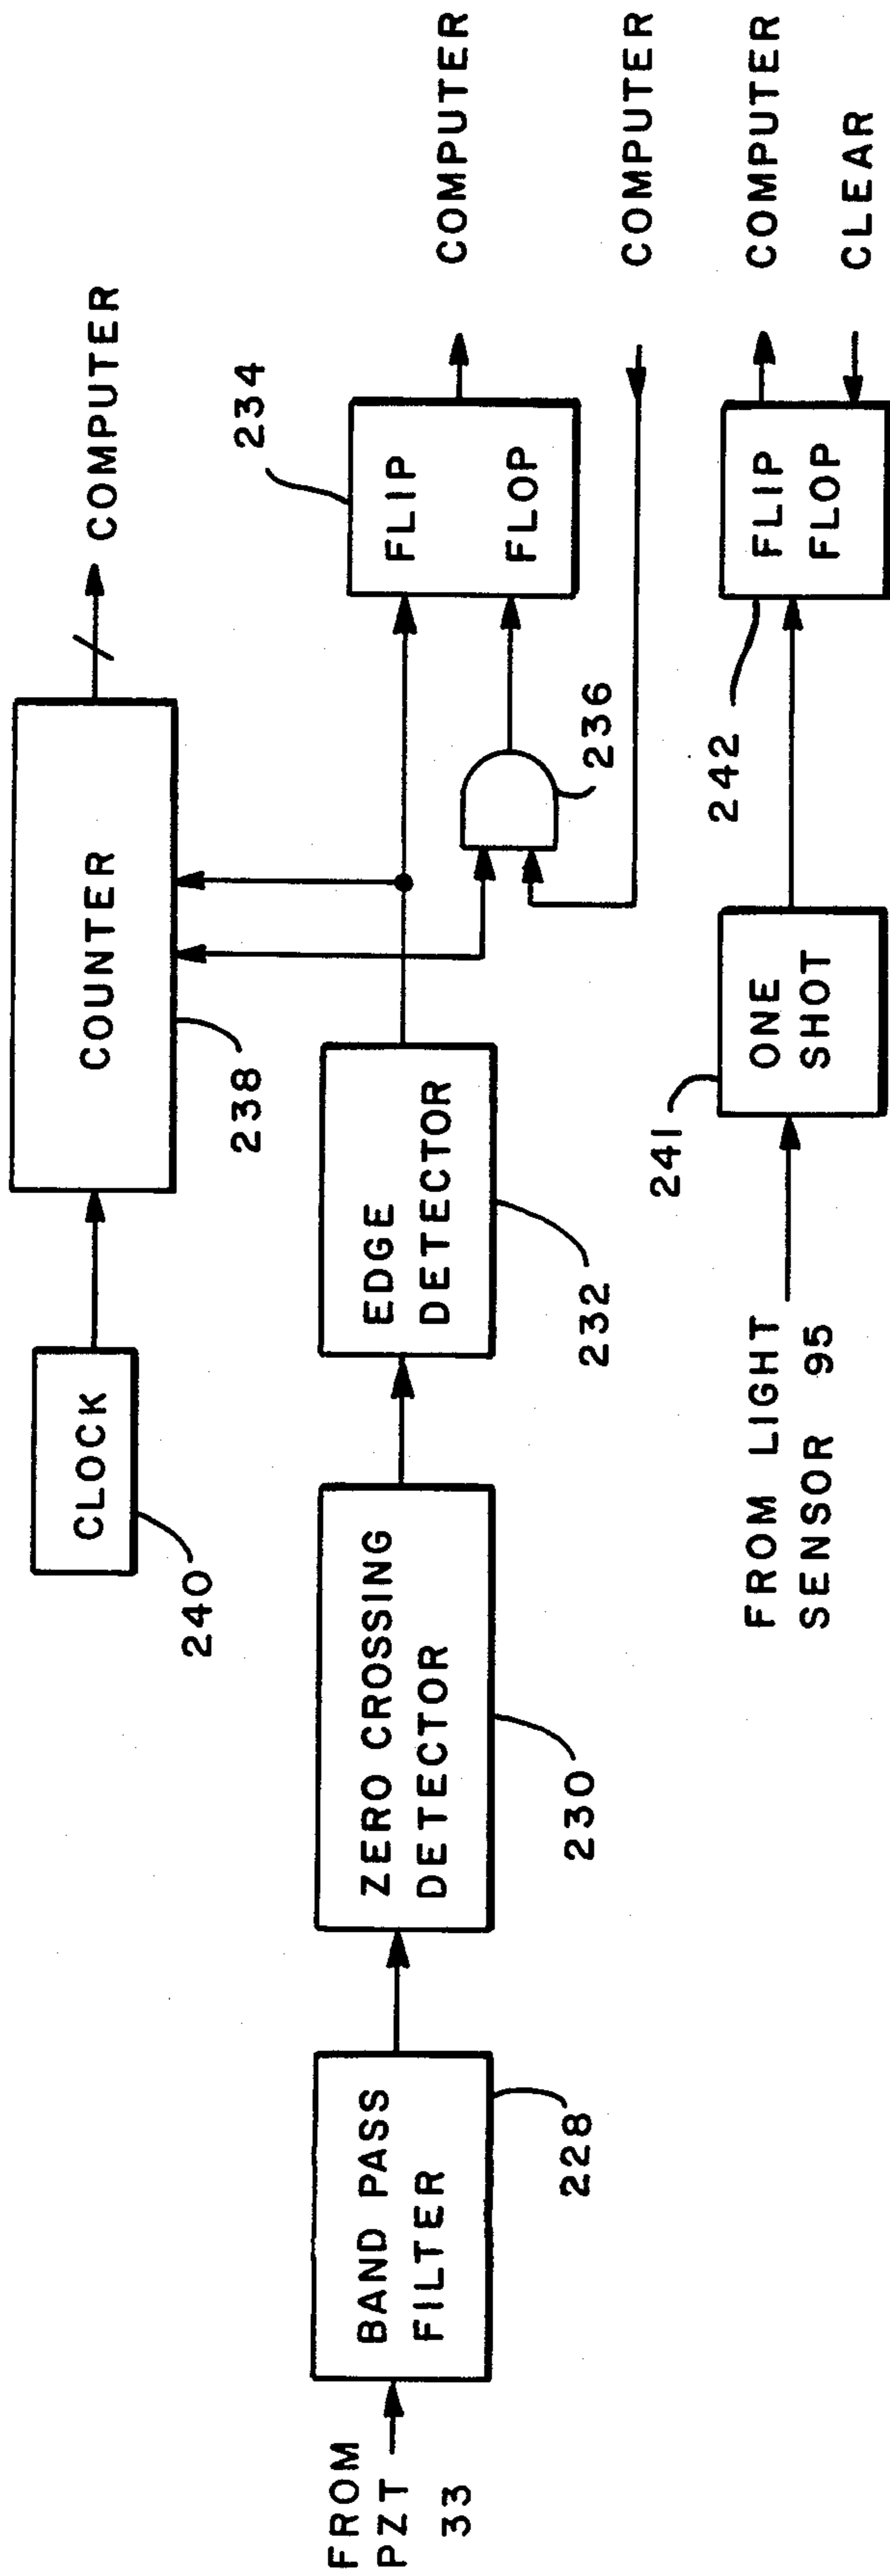 CLOCK
240
COUNTER
238
COMPUTER
FROM
PZT
33
BAND PASS
FILTER
228
ZERO CROSSING
DETECTOR
230
EDGE
DETECTOR
232
236
234
FLIP
FLOP
COMPUTER
COMPUTER
FROM LIGHT
SENSOR 95
241
ONE
SHOT
242
FLIP
FLOP
COMPUTER
CLEAR